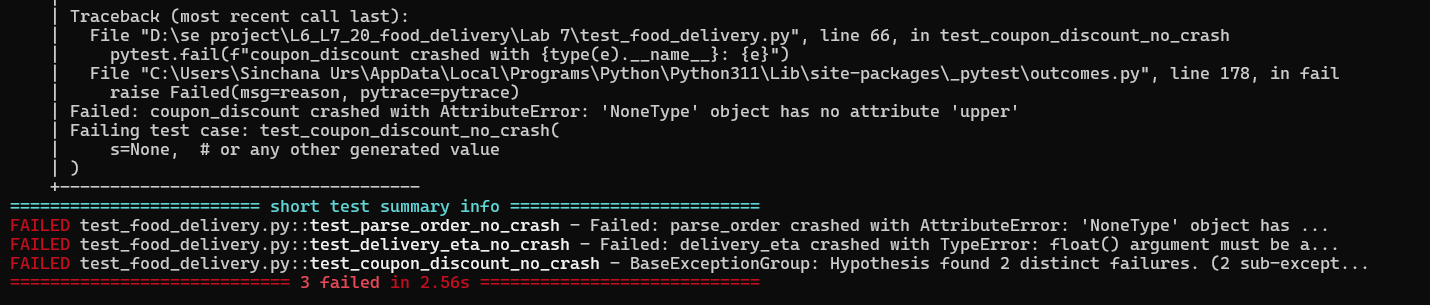 | Traceback (most recent call last):
|   File "D:\se project\L6_L7_20_food_delivery\Lab 7\test_food_delivery.py", line 66, in test_coupon_discount_no_crash
|     pytest.fail(f"coupon_discount crashed with {type(e).__name__}: {e}")
|   File "C:\Users\Sinchana Urs\AppData\Local\Programs\Python\Python311\Lib\site-packages\_pytest\outcomes.py", line 178, in fail
|     raise Failed(msg=reason, pytrace=pytrace)
| Failed: coupon_discount crashed with AttributeError: 'NoneType' object has no attribute 'upper'
| Failing test case: test_coupon_discount_no_crash(
|     s=None,  # or any other generated value
| )
+------------------------------------
========================= short test summary info =========================
FAILED test_food_delivery.py::test_parse_order_no_crash - Failed: parse_order crashed with AttributeError: 'NoneType' object has ...
FAILED test_food_delivery.py::test_delivery_eta_no_crash - Failed: delivery_eta crashed with TypeError: float() argument must be a...
FAILED test_food_delivery.py::test_coupon_discount_no_crash - BaseExceptionGroup: Hypothesis found 2 distinct failures. (2 sub-except...
============================ 3 failed in 2.56s ============================